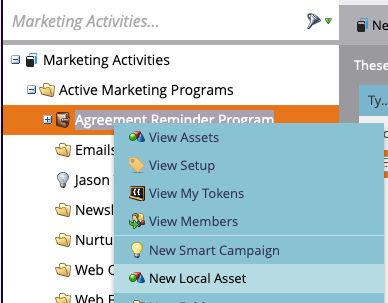 Marketing Activities...
Ne
Marketing Activities
These
Active Marketing Programs
Ty...
Agreement Reminder Program
View Assets
Emails
View Setup
Jason
View My Tokens
Newsl
View Members
Nurtu
New Smart Campaign
Web C
New Local Asset